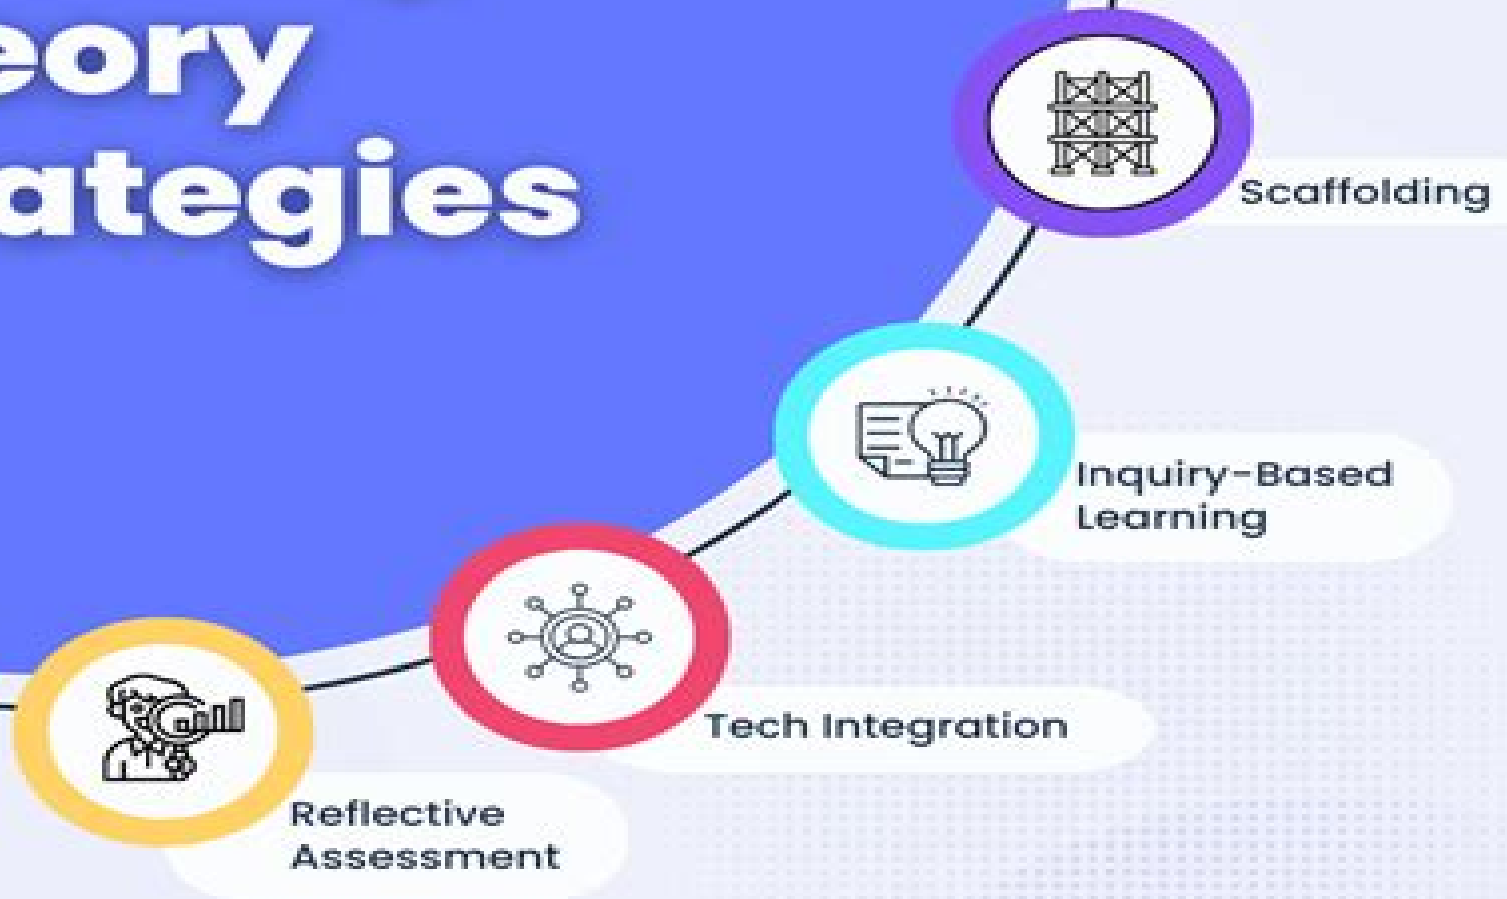 eory
ategies
Scaffolding
Inquiry-Based
Learning
Tech Integration
Reflective
Assessment